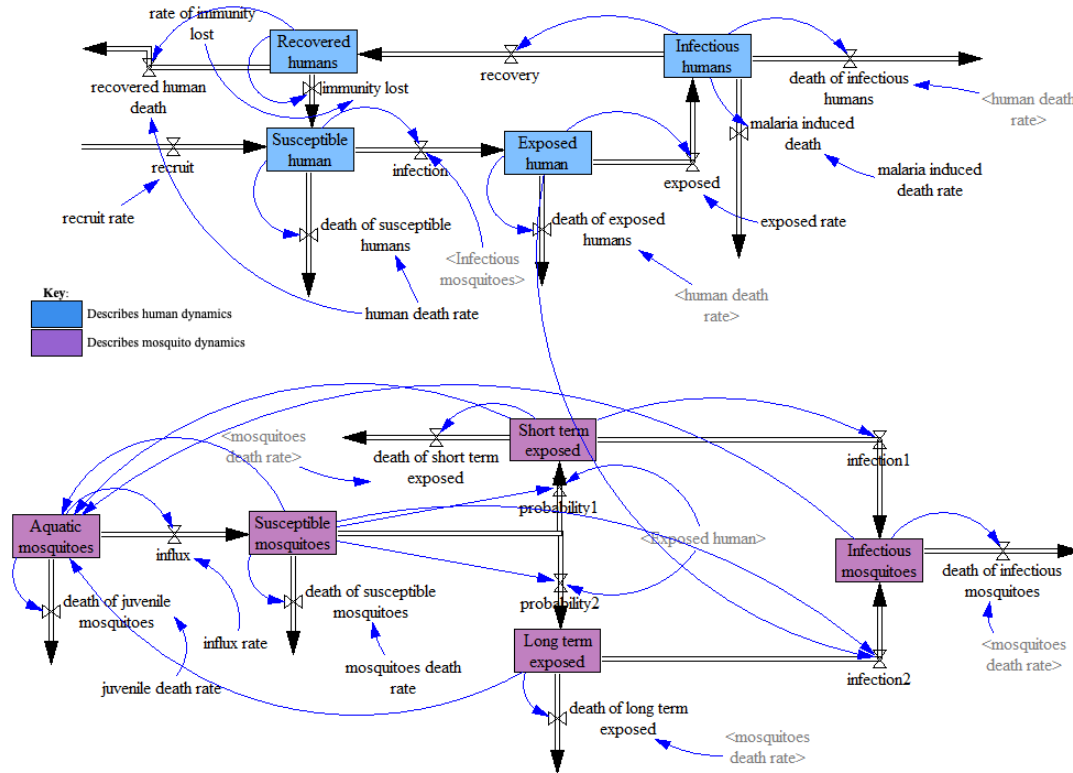 rate of immunity
lost
Recovered
humans
Infectious
humans
recovery
recovered human
death
immunity lost
death of infectious
humans
<human death
rate>
malaria induced
death
malaria induced
death rate
Susceptible
human
Exposed
human
recruit
infection
exposed
recruit rate
exposed rate
death of susceptible
humans
<Infectious
mosquitoes>
death of exposed
humans
<human death
rate>
human death rate
Key:
Describes human dynamics
Describes mosquito dynamics
<mosquitoes
death rate>
death of short term
exposed
Short term
exposed
infection1
probability1
Aquatic
mosquitoes
influx
Susceptible
mosquitoes
<Exposed human>
Infectious
mosquitoes
death of infectious
mosquitoes
<mosquitoes
death rate>
death of juvenile
mosquitoes
influx rate
juvenile death rate
death of susceptible
mosquitoes
mosquitoes death
rate
probability2
Long term
exposed
infection2
death of long term
exposed
<mosquitoes
death rate>